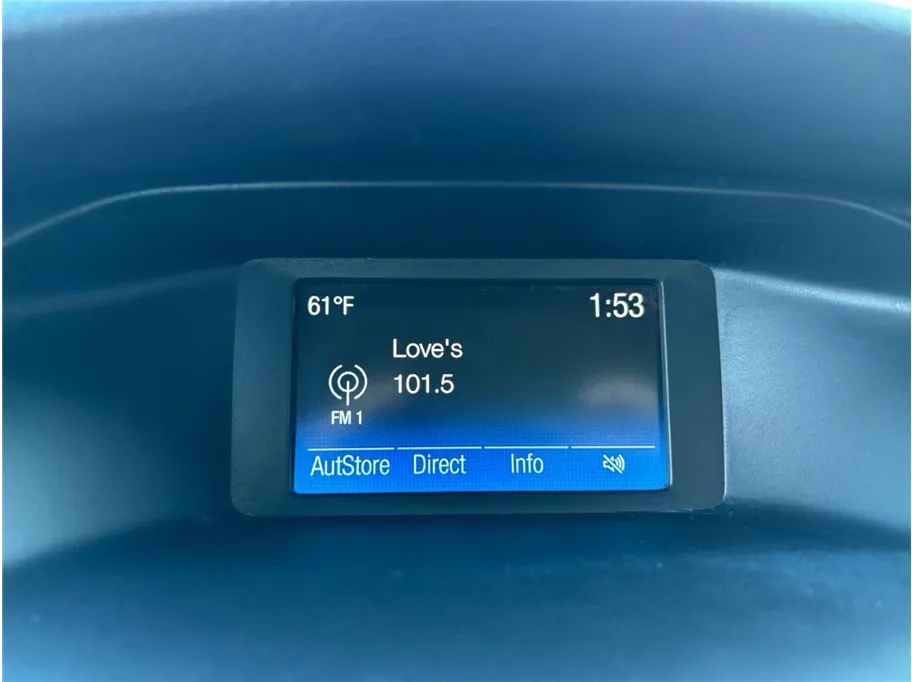 61°F 1:53
Love's
101.5
FM 1
AutStore Direct Info